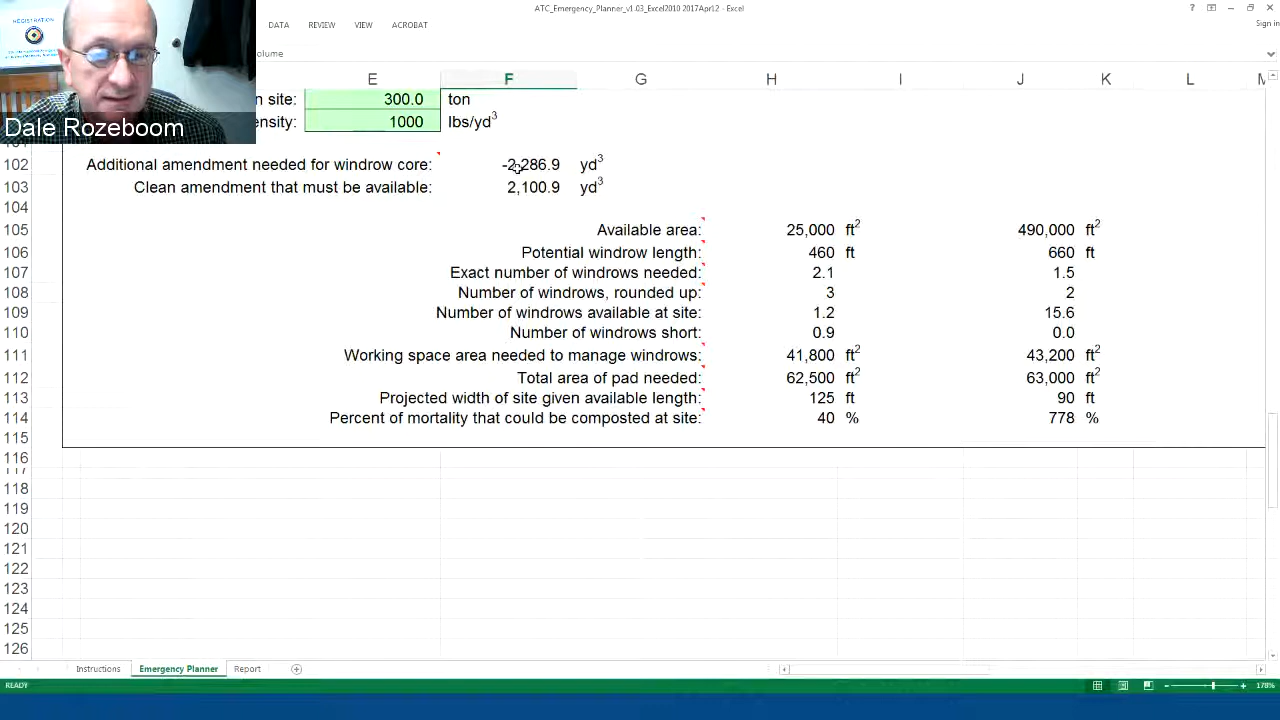 ATC_Emergency_Planner_v1.03_Excel2010 2017Apr12 - Excel
REGISTRATION
Dale Rozeboom
DATA REVIEW VIEW ACROBAT
Sign in
olume
E F G H I J K L M
n site: 300.0 ton
ensity: 1000 lbs/yd3
102 Additional amendment needed for windrow core: -2,286.9 yd3
103 Clean amendment that must be available: 2,100.9 yd3
104
105 Available area: 25,000 ft2 490,000 ft2
106 Potential windrow length: 460 ft 660 ft
107 Exact number of windrows needed: 2.1 1.5
108 Number of windrows, rounded up: 3 2
109 Number of windrows available at site: 1.2 15.6
110 Number of windrows short: 0.9 0.0
111 Working space area needed to manage windrows: 41,800 ft2 43,200 ft2
112 Total area of pad needed: 62,500 ft2 63,000 ft2
113 Projected width of site given available length: 125 ft 90 ft
114 Percent of mortality that could be composted at site: 40 % 778 %
115
116
117
118
119
120
121
122
123
124
125
126
Instructions Emergency Planner Report
READY 178%